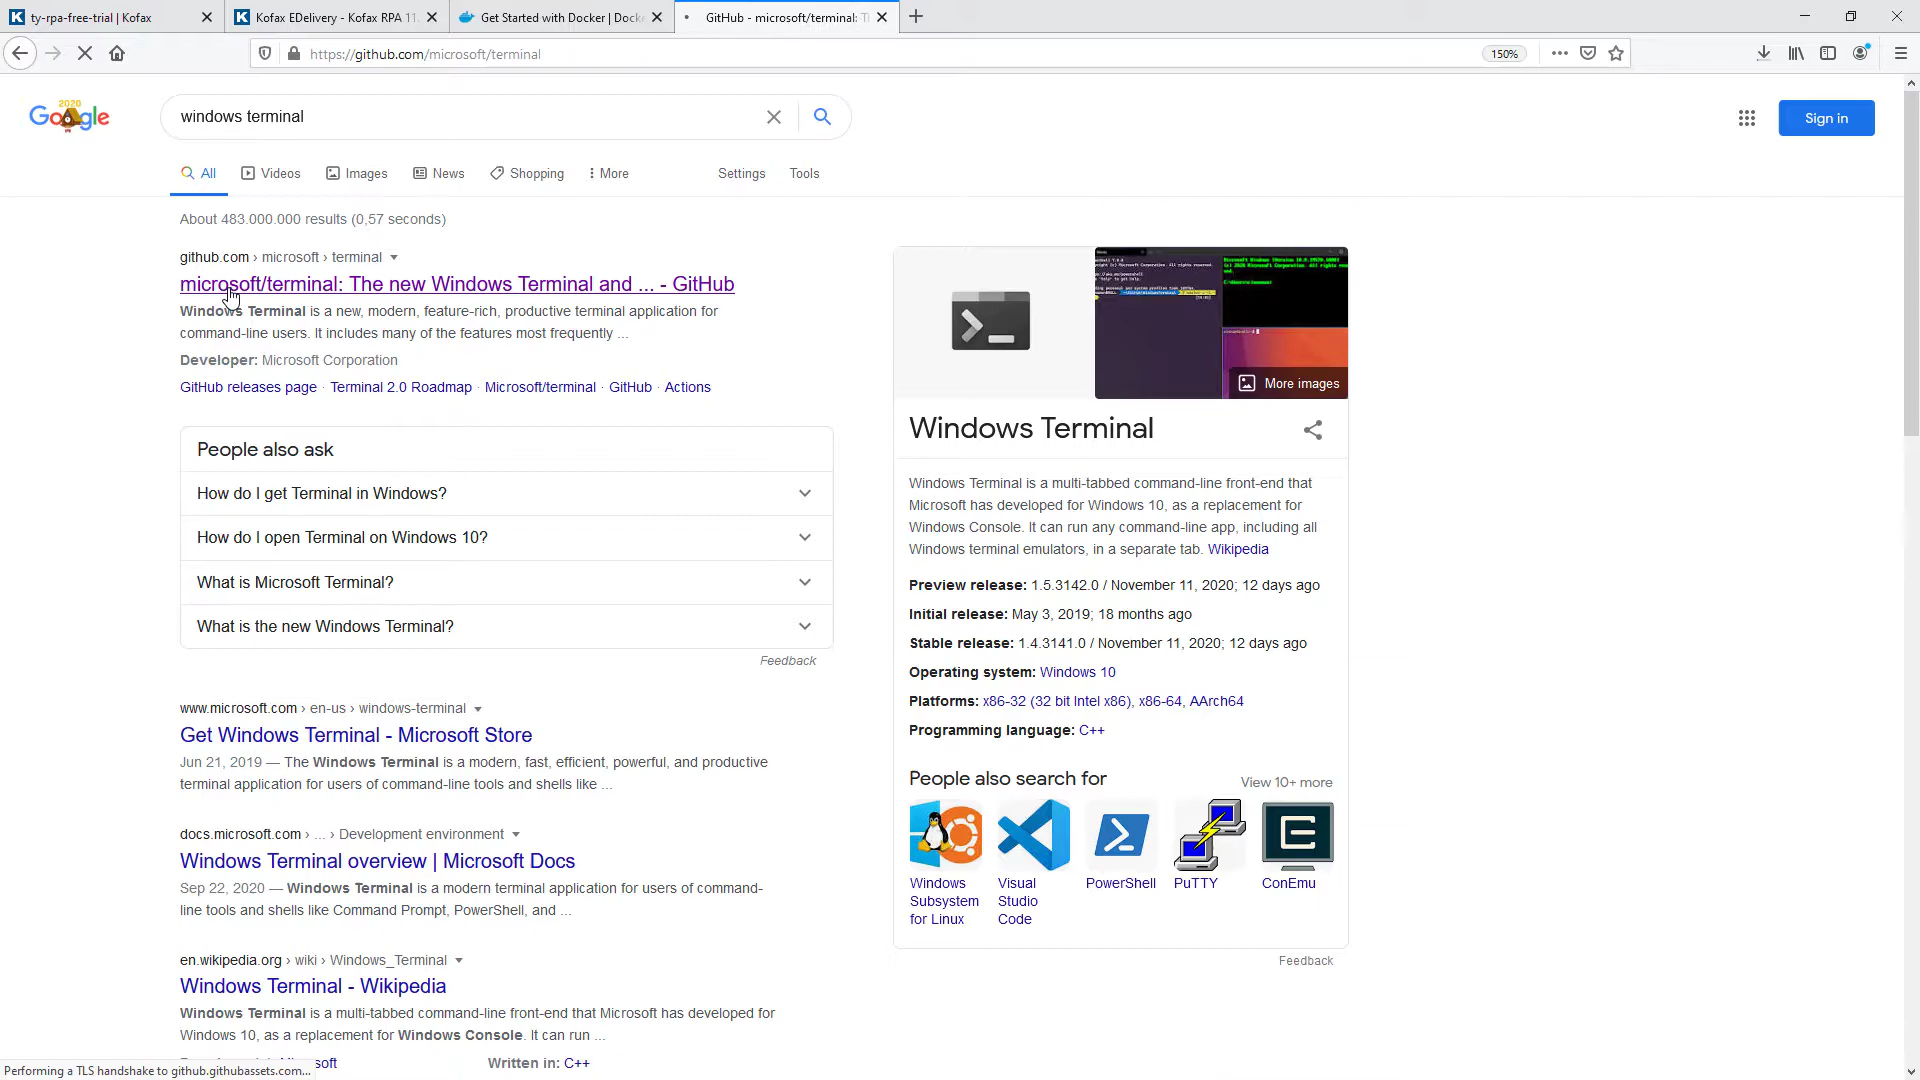 ty-rpa-free-trial | Kofax
Kofax EDelivery - Kofax RPA 11.
Get Started with Docker | Docke
GitHub - microsoft/terminal: T
https://github.com/microsoft/terminal
150%
2020
Google
windows terminal
Sign in
All
Videos
Images
News
Shopping
More
Settings
Tools
About 483.000.000 results (0,57 seconds)
github.com › microsoft › terminal
microsoft/terminal: The new Windows Terminal and ... - GitHub
Windows Terminal is a new, modern, feature-rich, productive terminal application for
command-line users. It includes many of the features most frequently ...
Developer: Microsoft Corporation
GitHub releases page · Terminal 2.0 Roadmap · Microsoft/terminal · GitHub · Actions
People also ask
How do I get Terminal in Windows?
How do I open Terminal on Windows 10?
What is Microsoft Terminal?
What is the new Windows Terminal?
Feedback
www.microsoft.com › en-us › windows-terminal
Get Windows Terminal - Microsoft Store
Jun 21, 2019 — The Windows Terminal is a modern, fast, efficient, powerful, and productive
terminal application for users of command-line tools and shells like ...
docs.microsoft.com › ... › Development environment
Windows Terminal overview | Microsoft Docs
Sep 22, 2020 — Windows Terminal is a modern terminal application for users of command-
line tools and shells like Command Prompt, PowerShell, and ...
en.wikipedia.org › wiki › Windows_Terminal
Windows Terminal - Wikipedia
Windows Terminal is a multi-tabbed command-line front-end that Microsoft has developed for
Windows 10, as a replacement for Windows Console. It can run ...
soft
Written in: C++
Performing a TLS handshake to github.githubassets.com...
More images
Windows Terminal
Windows Terminal is a multi-tabbed command-line front-end that
Microsoft has developed for Windows 10, as a replacement for
Windows Console. It can run any command-line app, including all
Windows terminal emulators, in a separate tab. Wikipedia
Preview release: 1.5.3142.0 / November 11, 2020; 12 days ago
Initial release: May 3, 2019; 18 months ago
Stable release: 1.4.3141.0 / November 11, 2020; 12 days ago
Operating system: Windows 10
Platforms: x86-32 (32 bit Intel x86), x86-64, AArch64
Programming language: C++
People also search for
View 10+ more
Windows
Subsystem
for Linux
Visual
Studio
Code
PowerShell
PuTTY
ConEmu
Feedback